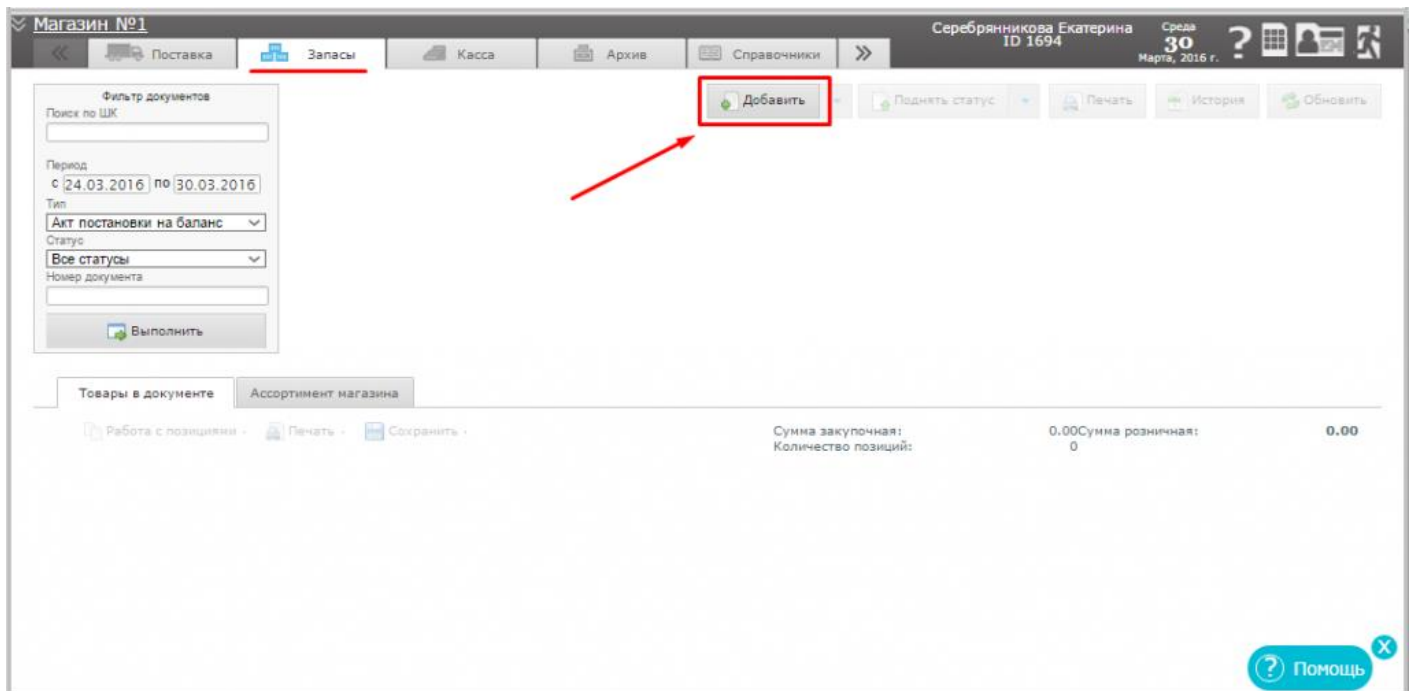 Магазин №1
Серебрянникова Екатерина
ID 1694
Среда
30
Марта, 2016 г.
?
Поставка
Запасы
Касса
Архив
Справочники
Добавить
Поднять статус
Печать
История
Обновить
Фильтр документов
Поиск по ШК
Период
с 24.03.2016 по 30.03.2016
Тип
Акт постановки на баланс
Статус
Все статусы
Номер документа
Выполнить
Товары в документе
Ассортимент магазина
Работа с позициями
Печать
Сохранить
Сумма закупочная: 0.00Сумма розничная: 0.00
Количество позиций: 0
? Помощь